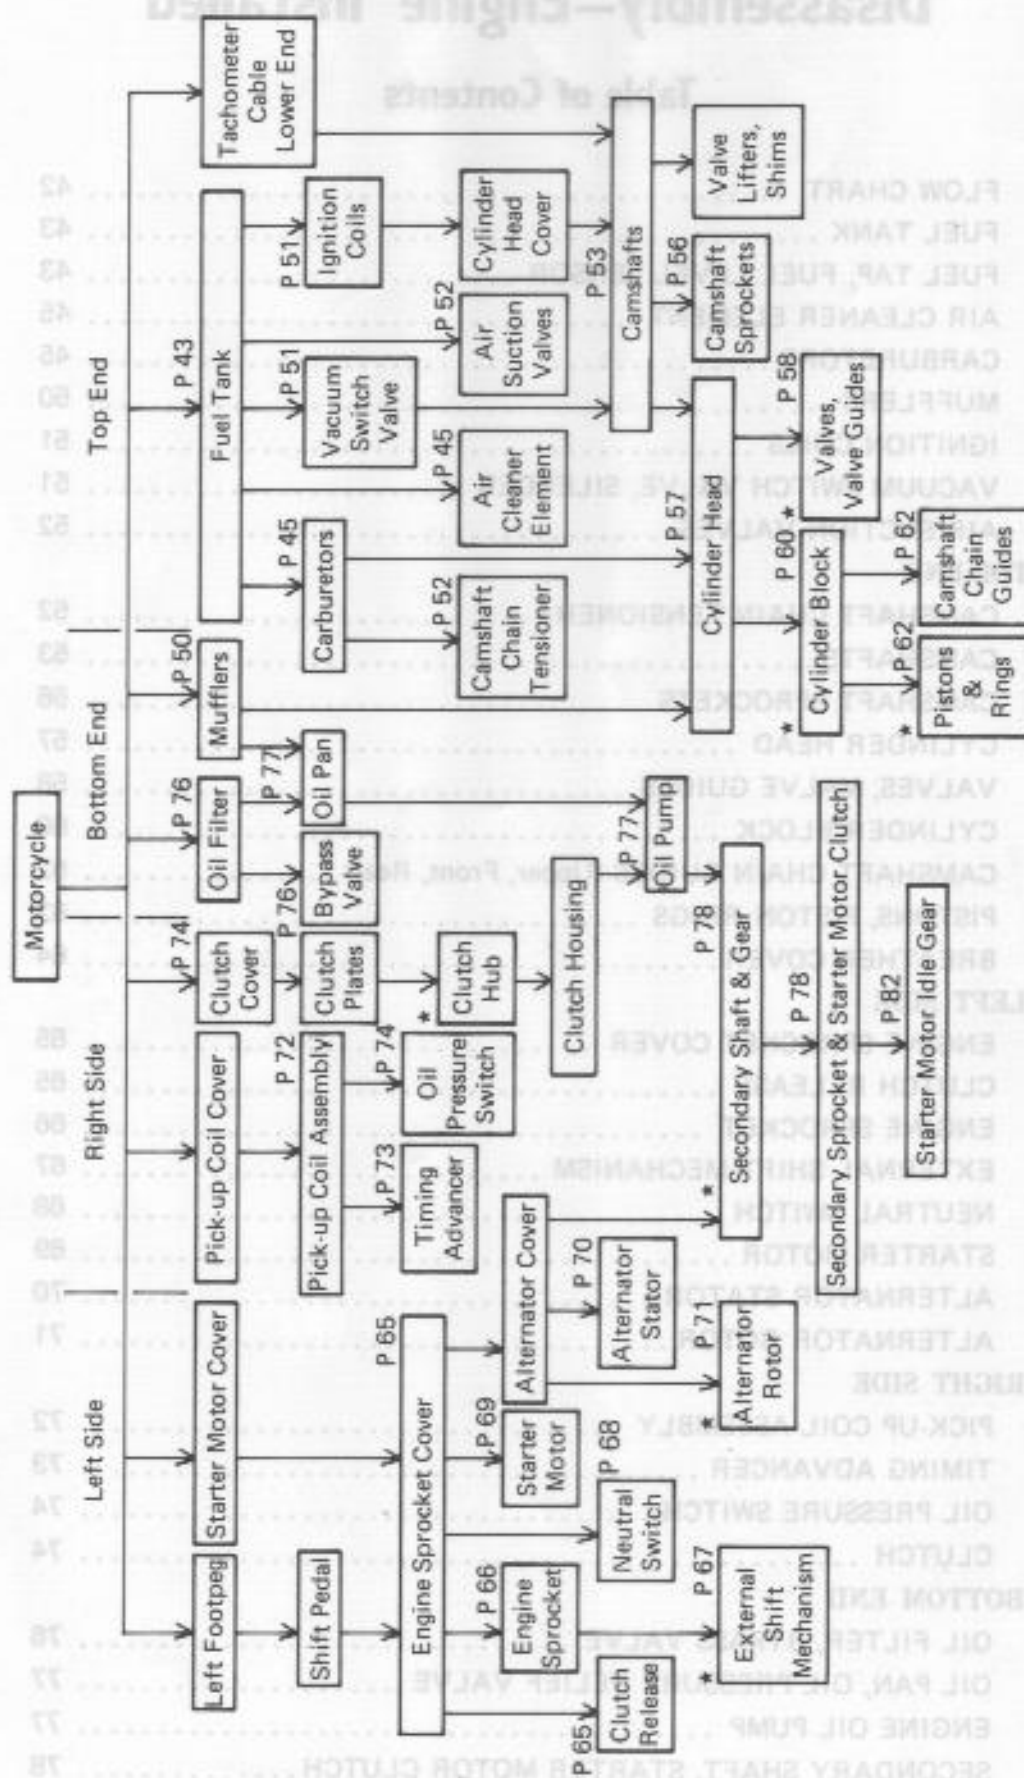 Motorcycle
Left Side
Right Side
Bottom End
Top End
Left Footpeg
Starter Motor Cover
Pick-up Coil Cover
P 74
Clutch
Cover
P 76
Oil Filter
P 50
Mufflers
P 43
Fuel Tank
Tachometer
Cable
Lower End
Shift Pedal
P 72
Pick-up Coil Assembly
Clutch
Plates
P 76
Bypass
Valve
P 77
Oil Pan
P 45
Carburetors
P 51
Vacuum
Switch
Valve
P 51
Ignition
Coils
P 65
Engine Sprocket Cover
P 73
Timing
Advancer
P 74
Oil
Pressure
Switch
*
Clutch
Hub
P 52
Camshaft
Chain
Tensioner
P 45
Air
Cleaner
Element
P 52
Air
Suction
Valves
Cylinder
Head
Cover
P 66
Engine
Sprocket
P 69
Starter
Motor
Alternator Cover
Clutch Housing
P 53
Camshafts
P 65
Clutch
Release
P 68
Neutral
Switch
P 70
Alternator
Stator
P 77
Oil Pump
P 57
Cylinder Head
P 56
Camshaft
Sprockets
Valve
Lifters,
Shims
P 67
*
External
Shift
Mechanism
P 71
*
Alternator
Rotor
P 78
*
Secondary Shaft & Gear
P 60
*
Cylinder Block
P 58
*
Valves,
Valve Guides
P 78
Secondary Sprocket & Starter Motor Clutch
P 62
*
Pistons
&
Rings
P 62
Camshaft
Chain
Guides
P 82
Starter Motor Idle Gear